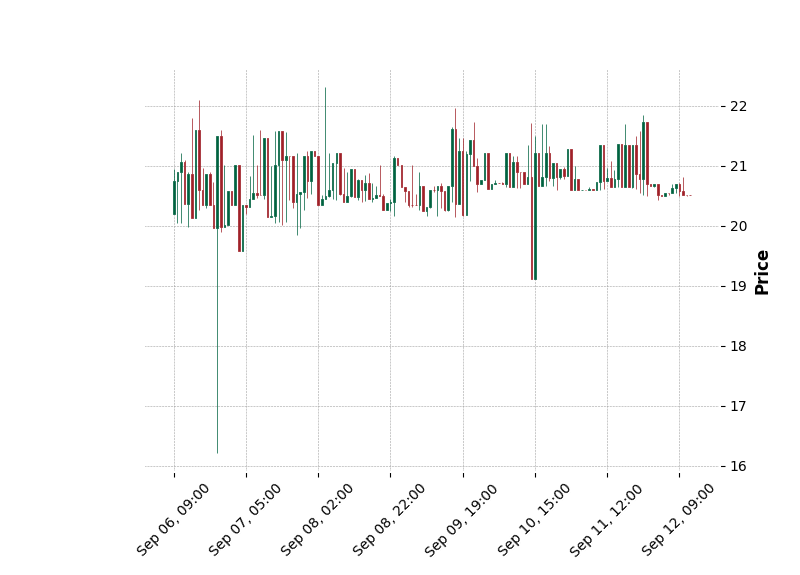 22
21
20
19
18
17
16
Price
Sep 06, 09:00
Sep 07, 05:00
Sep 08, 02:00
Sep 08, 22:00
Sep 09, 19:00
Sep 10, 15:00
Sep 11, 12:00
Sep 12, 09:00